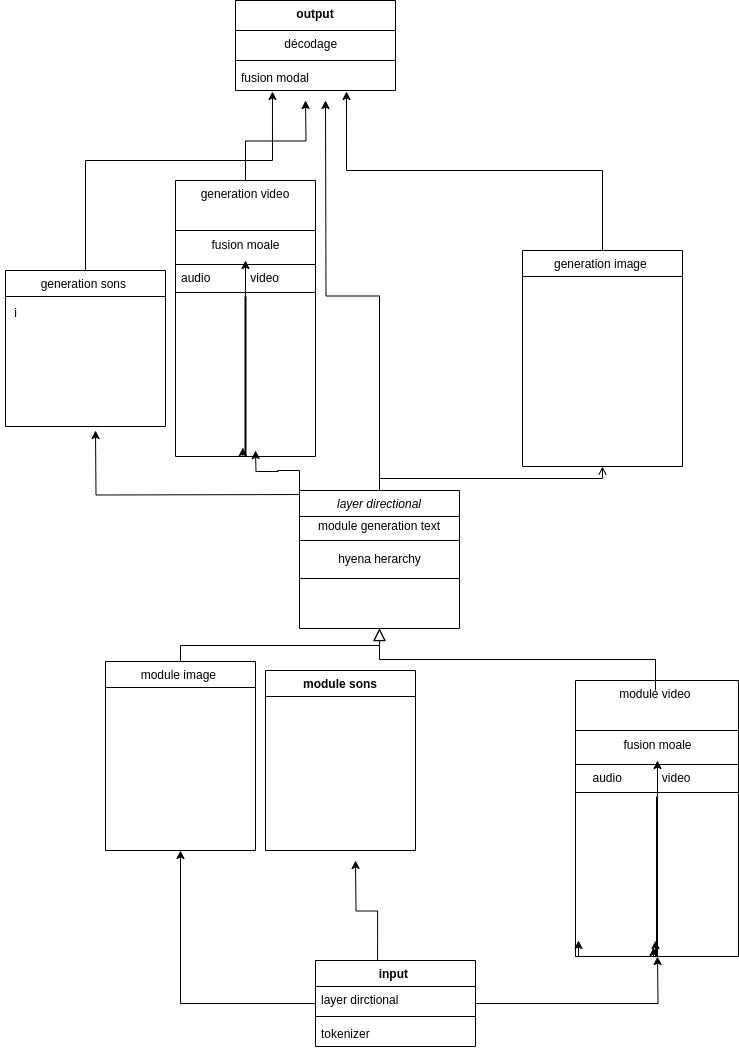 output
décodage
fusion modal
generation video
fusion moale
audio video
generation sons
i
generation image
layer directional
module generation text
hyena herarchy
module image
module sons
module video
fusion moale
audio video
input
layer dirctional
tokenizer